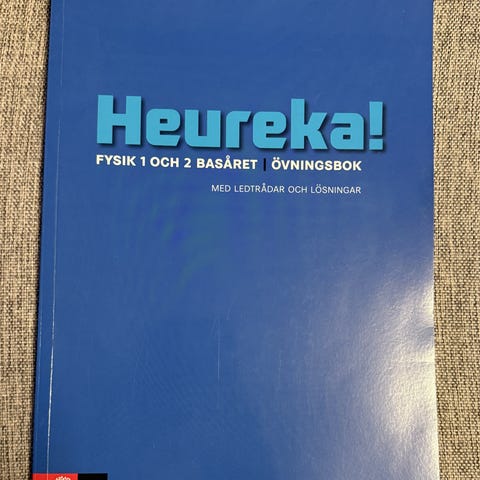 Heureka!
FYSIK 1 OCH 2 BASÅRET | ÖVNINGSBOK
MED LEDTRÅDAR OCH LÖSNINGAR